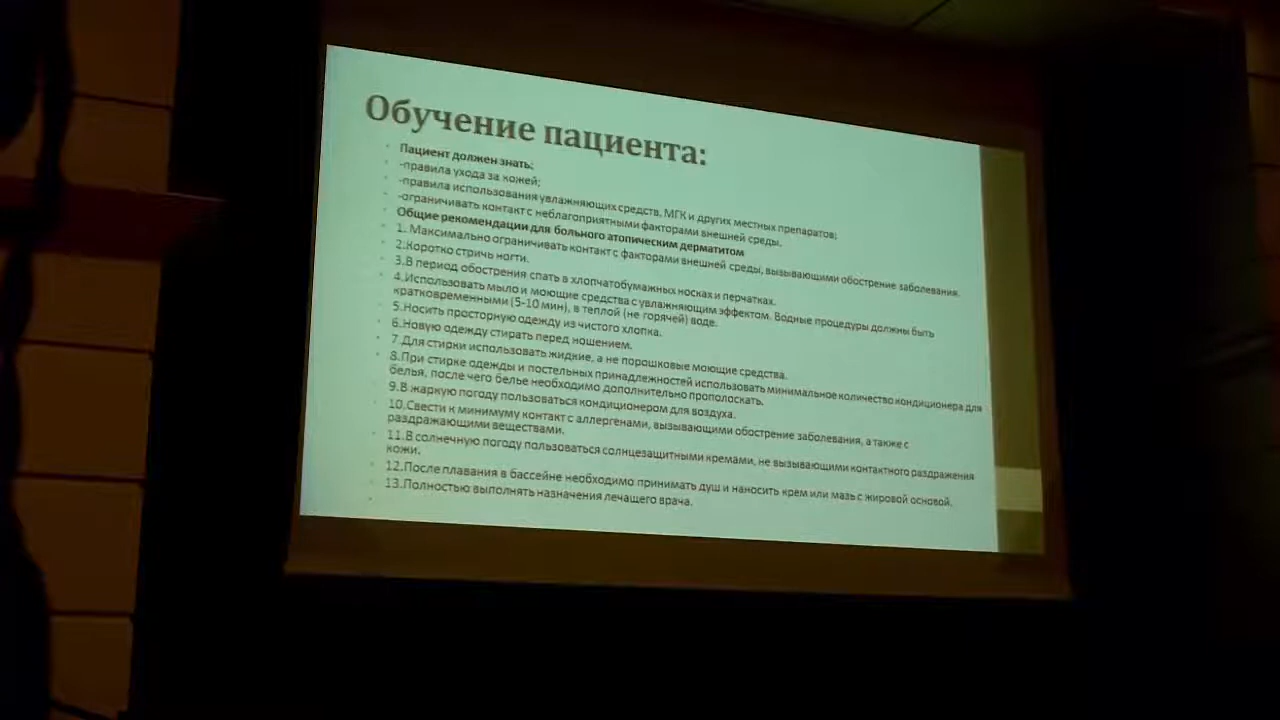 Обучение пациента:
Пациент должен знать:
-правила ухода за кожей;
-правила использования увлажняющих средств, МГК и других местных препаратов;
-ограничивать контакт с неблагоприятными факторами внешней среды.
Общие рекомендации для больного атопическим дерматитом
1. Максимально ограничивать контакт с факторами внешней среды, вызывающими обострение заболевания.
2.Коротко стричь ногти.
3.В период обострения спать в хлопчатобумажных носках и перчатках.
4.Использовать мыло и моющие средства с увлажняющим эффектом. Водные процедуры должны быть
кратковременными (5-10 мин), в теплой (не горячей) воде.
5.Носить просторную одежду из чистого хлопка.
6.Новую одежду стирать перед ношением.
7.Для стирки использовать жидкие, а не порошковые моющие средства.
8.При стирке одежды и постельных принадлежностей использовать минимальное количество кондиционера для
белья, после чего белье необходимо дополнительно прополоскать.
9.В жаркую погоду пользоваться кондиционером для воздуха.
10.Свести к минимуму контакт с аллергенами, вызывающими обострение заболевания, а также с
раздражающими веществами.
11.В солнечную погоду пользоваться солнцезащитными кремами, не вызывающими контактного раздражения
кожи.
12.После плавания в бассейне необходимо принимать душ и наносить крем или мазь с жировой основой.
13.Полностью выполнять назначения лечащего врача.